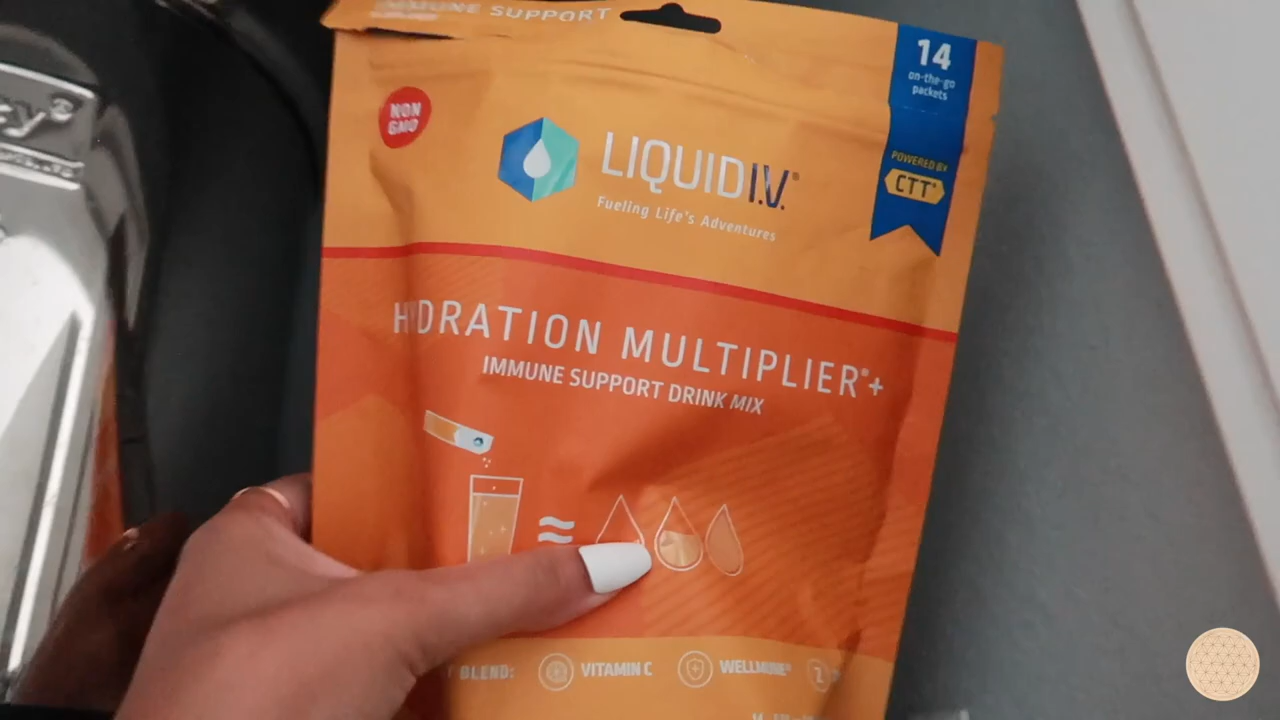 IMMUNE SUPPORT
14
on-the-go
packets
NON
GMO
LIQUID I.V.®
Fueling Life's Adventures
POWERED BY
CTT®
HYDRATION MULTIPLIER®+
IMMUNE SUPPORT DRINK MIX
BLEND: VITAMIN C WELLMUNE®
y®